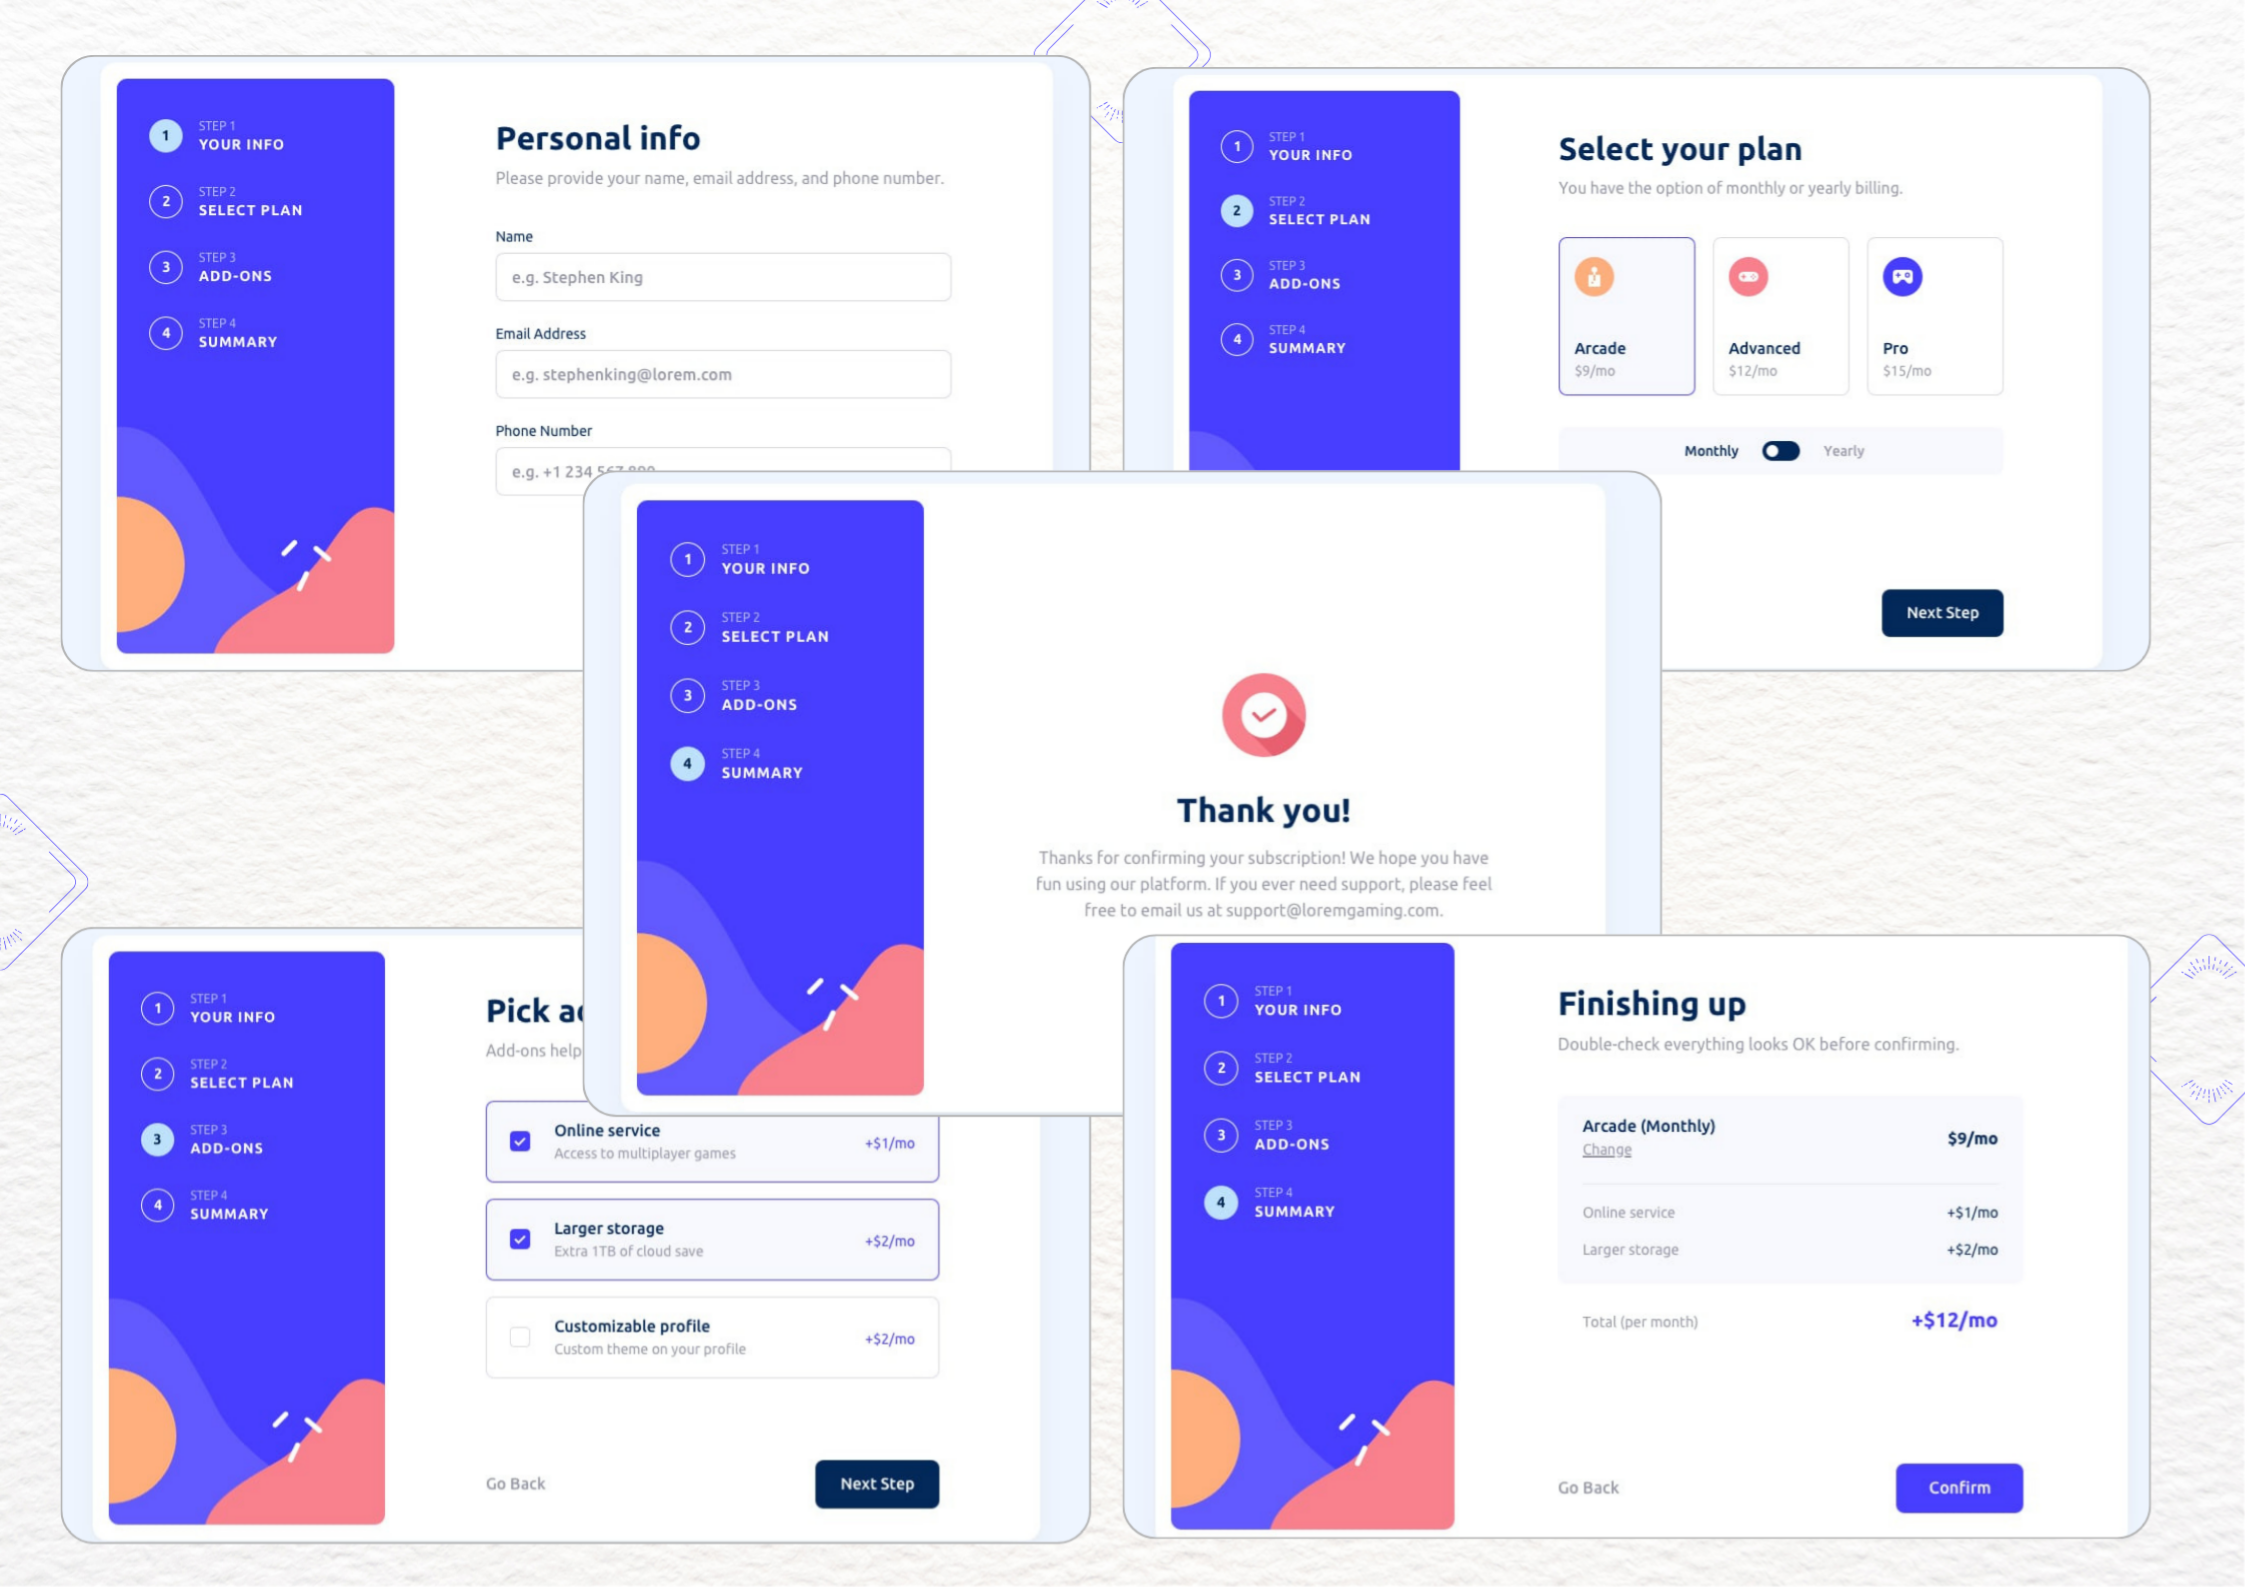 1
STEP 1
YOUR INFO
2
STEP 2
SELECT PLAN
3
STEP 3
ADD-ONS
4
STEP 4
SUMMARY
Personal info
Please provide your name, email address, and phone number.
Name
e.g. Stephen King
Email Address
e.g. stephenking@lorem.com
Phone Number
e.g. +1 234 567 890
1
STEP 1
YOUR INFO
2
STEP 2
SELECT PLAN
3
STEP 3
ADD-ONS
4
STEP 4
SUMMARY
Select your plan
You have the option of monthly or yearly billing.
Arcade
$9/mo
Advanced
$12/mo
Pro
$15/mo
Monthly Yearly
Next Step
1
STEP 1
YOUR INFO
2
STEP 2
SELECT PLAN
3
STEP 3
ADD-ONS
4
STEP 4
SUMMARY
Thank you!
Thanks for confirming your subscription! We hope you have
fun using our platform. If you ever need support, please feel
free to email us at support@loremgaming.com.
1
STEP 1
YOUR INFO
2
STEP 2
SELECT PLAN
3
STEP 3
ADD-ONS
4
STEP 4
SUMMARY
Pick
Add-ons help
Online service
Access to multiplayer games
+$1/mo
Larger storage
Extra 1TB of cloud save
+$2/mo
Customizable profile
Custom theme on your profile
+$2/mo
Go Back
Next Step
1
STEP 1
YOUR INFO
2
STEP 2
SELECT PLAN
3
STEP 3
ADD-ONS
4
STEP 4
SUMMARY
Finishing up
Double-check everything looks OK before confirming.
Arcade (Monthly)
Change
$9/mo
Online service +$1/mo
Larger storage +$2/mo
Total (per month) +$12/mo
Go Back
Confirm